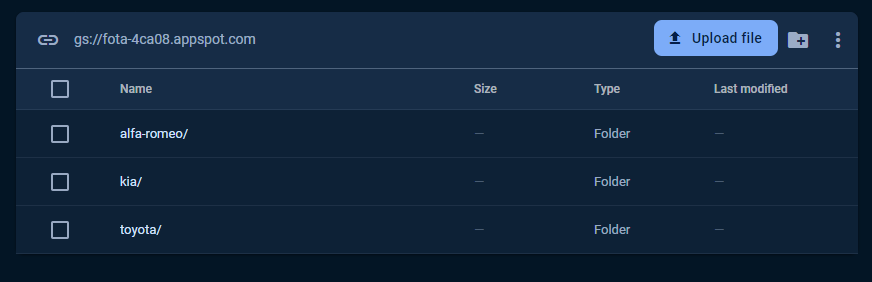 gs://fota-4ca08.appspot.com Upload file
Name Size Type Last modified
alfa-romeo/ — Folder —
kia/ — Folder —
toyota/ — Folder —